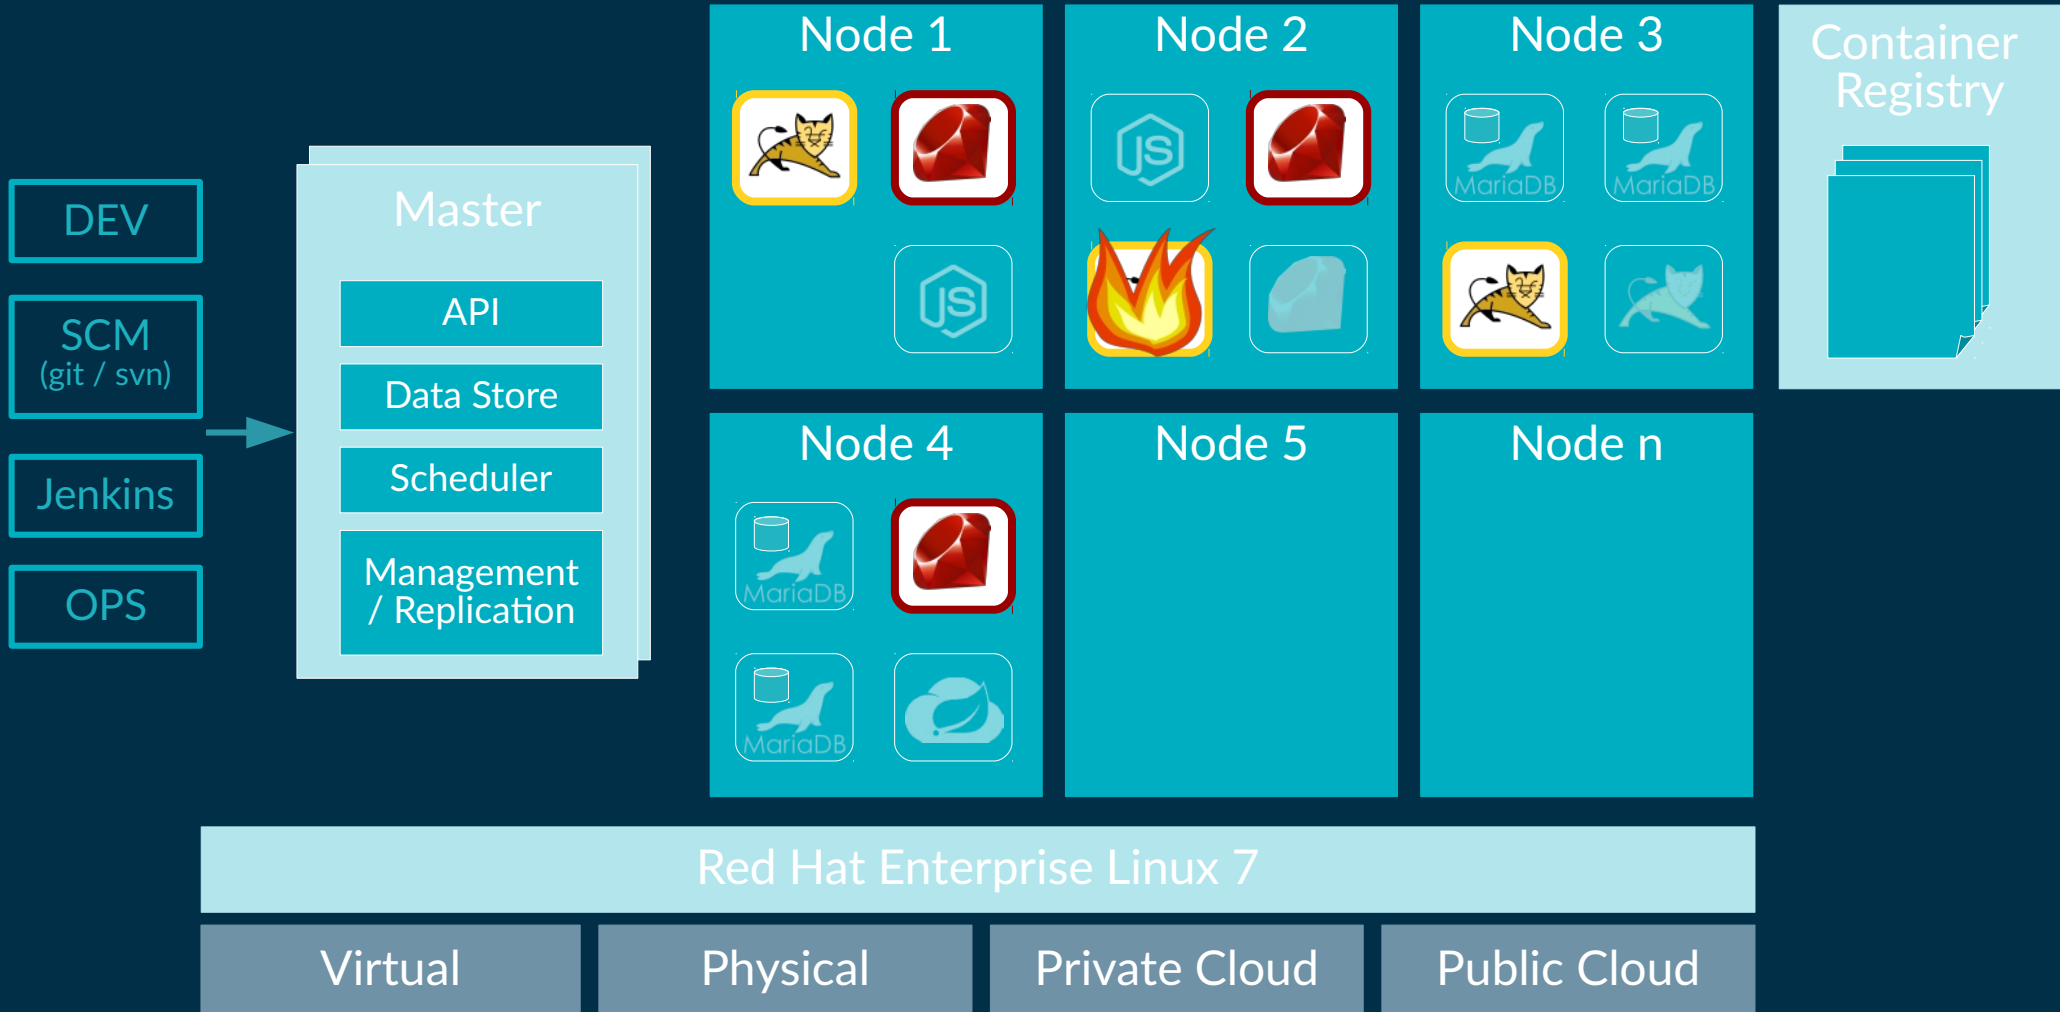 DEV
SCM
(git / svn)
Jenkins
OPS
Master
API
Data Store
Scheduler
Management
/ Replication
Node 1
JS
Node 2
JS
Node 3
MariaDB
MariaDB
Container
Registry
Node 4
MariaDB
MariaDB
Node 5
Node n
Red Hat Enterprise Linux 7
Virtual
Physical
Private Cloud
Public Cloud